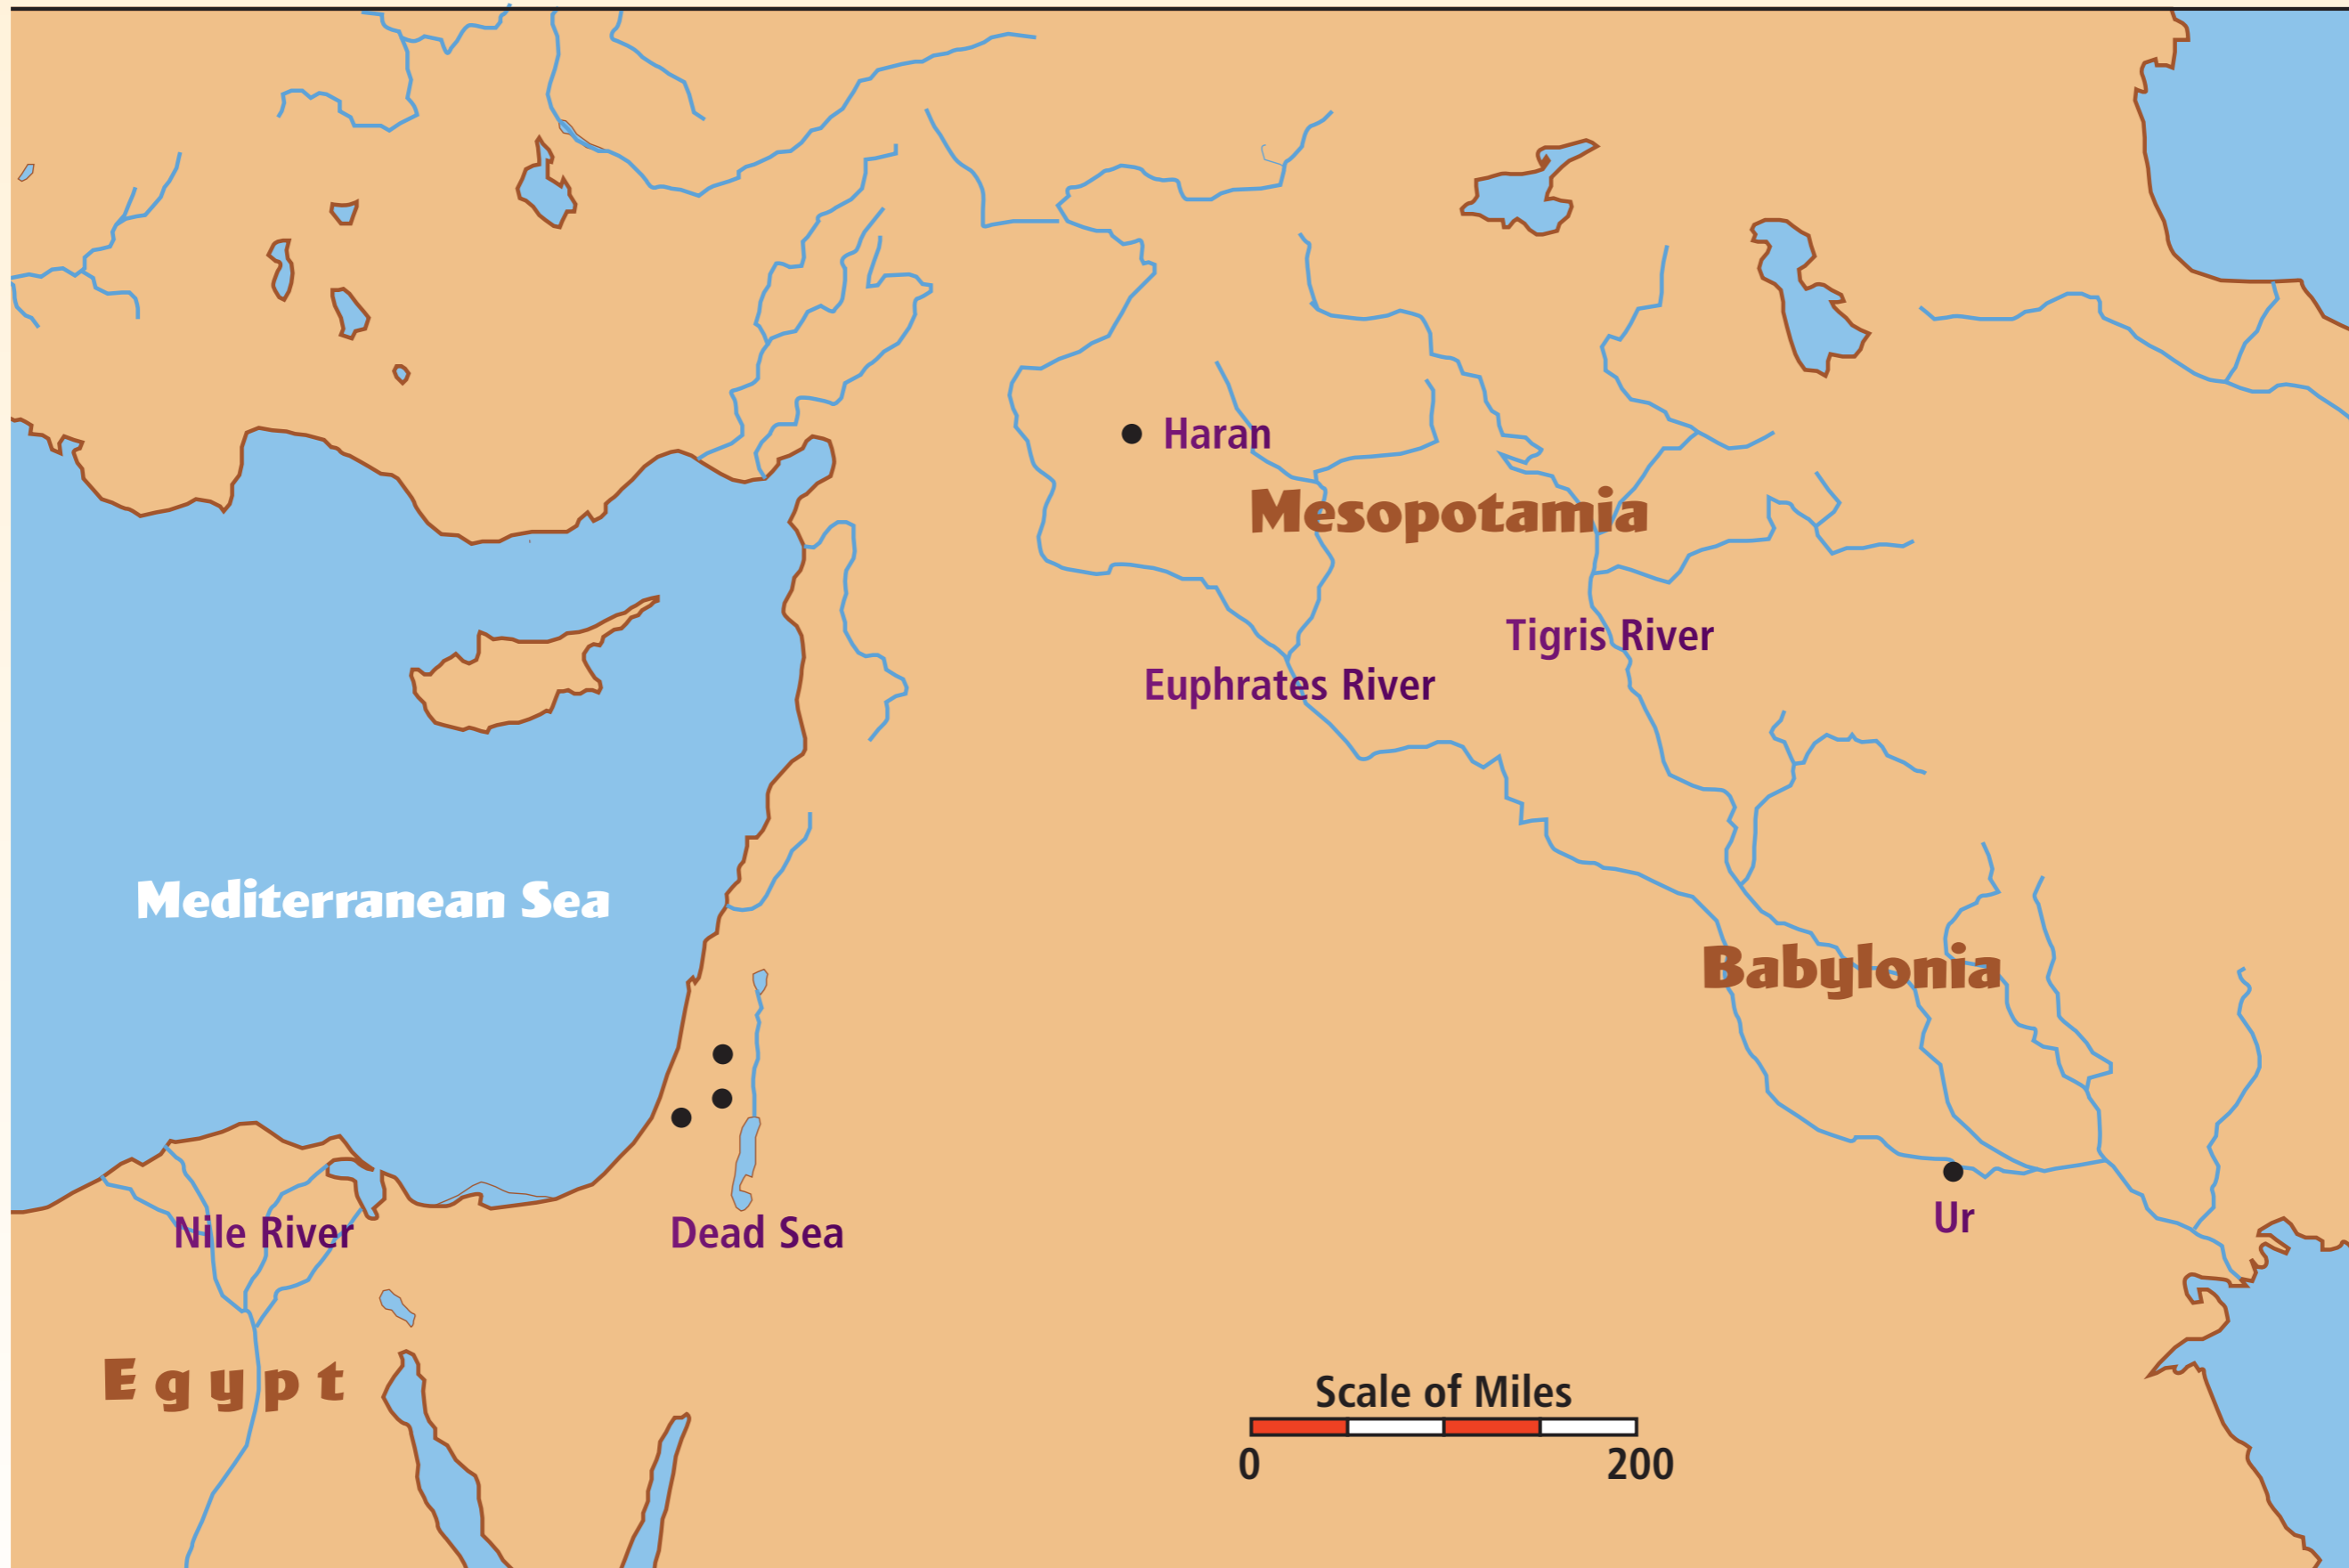 Haran
Mesopotamia
Tigris River
Euphrates River
Mediterranean Sea
Babylonia
Nile River
Dead Sea
Ur
Egypt
Scale of Miles
0 200